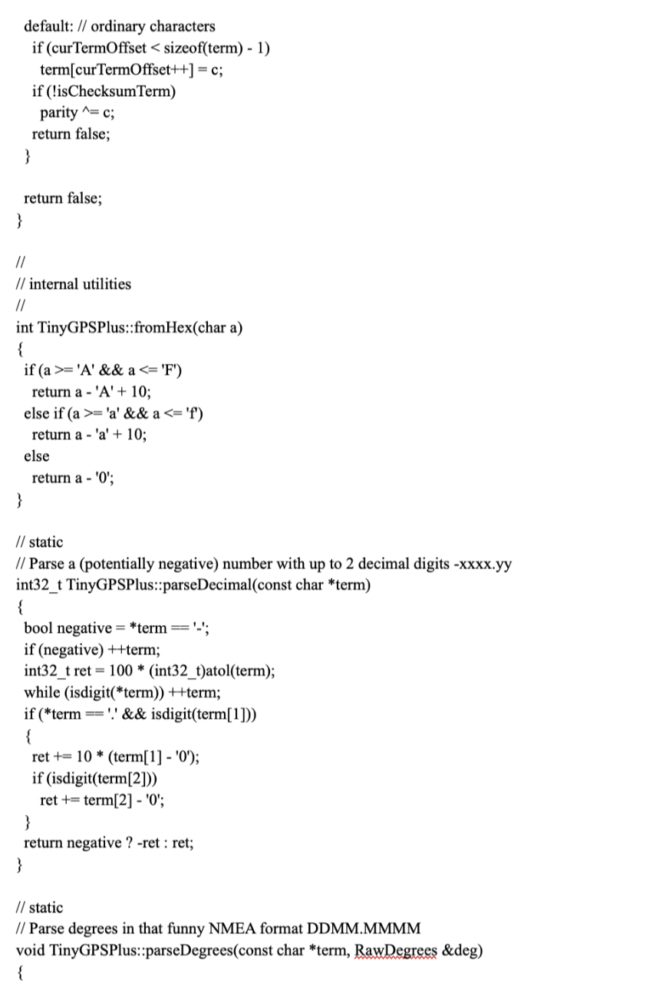 default: // ordinary characters
if (curTermOffset < sizeof(term) - 1)
term[curTermOffset++] = c;
if (!isChecksumTerm)
parity ^= c;
return false;
}
return false;
}
//
// internal utilities
//
int TinyGPSPlus::fromHex(char a)
{
if (a >= 'A' && a <= 'F')
return a - 'A' + 10;
else if (a >= 'a' && a <= 'f')
return a - 'a' + 10;
else
return a - '0';
}
// static
// Parse a (potentially negative) number with up to 2 decimal digits -xxxx.yy
int32_t TinyGPSPlus::parseDecimal(const char *term)
{
bool negative = *term == '-';
if (negative) ++term;
int32_t ret = 100 * (int32_t)atol(term);
while (isdigit(*term)) ++term;
if (*term == '.' && isdigit(term[1]))
{
ret += 10 * (term[1] - '0');
if (isdigit(term[2]))
ret += term[2] - '0';
}
return negative ? -ret : ret;
}
// static
// Parse degrees in that funny NMEA format DDMM.MMMM
void TinyGPSPlus::parseDegrees(const char *term, RawDegrees &deg)
{